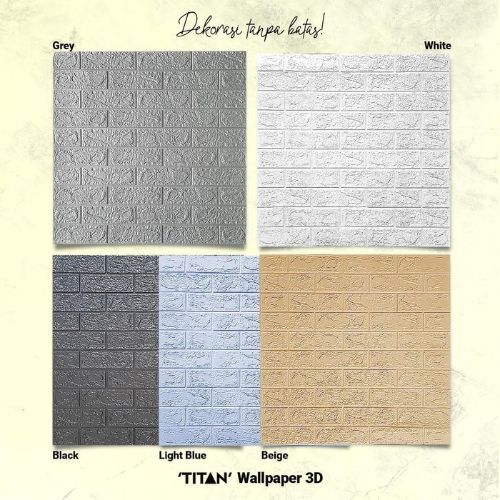 Dekorasi tanpa batas!
Grey
White
Black
Light Blue
Beige
'TITAN' Wallpaper 3D